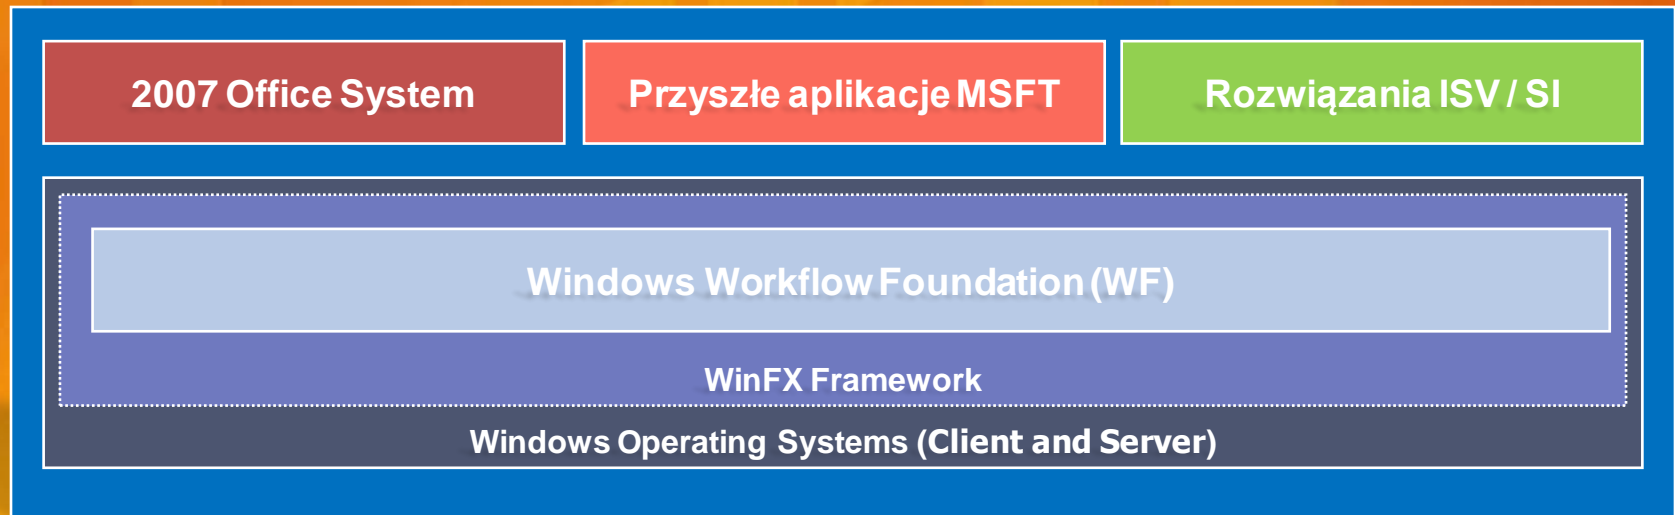 2007 Office System
Przyszłe aplikacje MSFT
Rozwiązania ISV / SI
Windows Workflow Foundation (WF)
WinFX Framework
Windows Operating Systems (Client and Server)